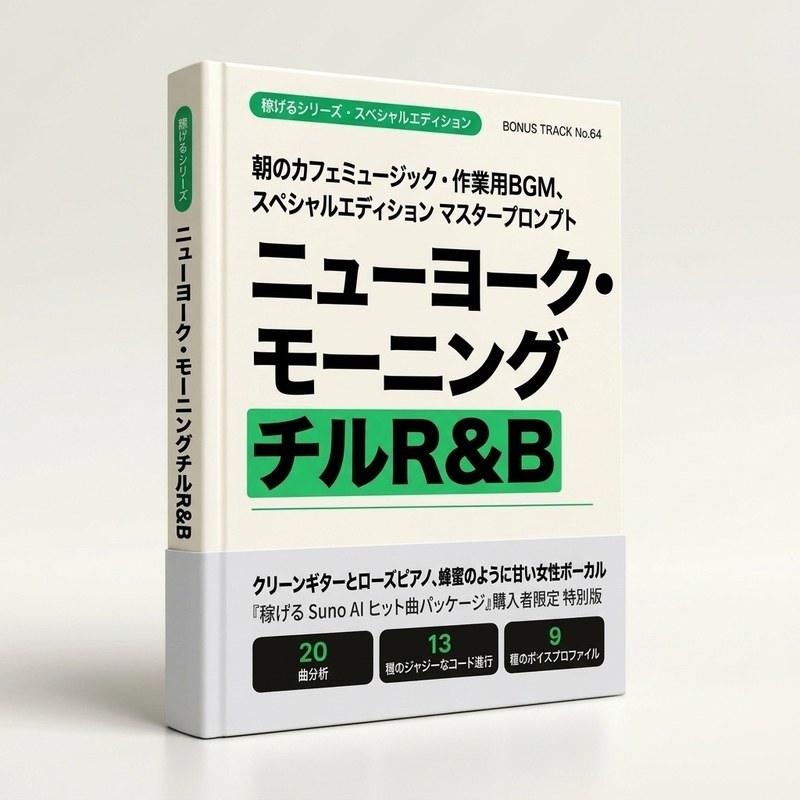 稼げるシリーズ
ニューヨーク・モーニングチルR&B
稼げるシリーズ・スペシャルエディション
BONUS TRACK No.64
朝のカフェミュージック・作業用BGM、
スペシャルエディション マスタープロンプト
ニューヨーク・
モーニング
チルR&B
クリーンギターとローズピアノ、蜂蜜のように甘い女性ボーカル
『稼げる Suno AI ヒット曲パッケージ』購入者限定 特別版
20
曲分析
13
種のジャジーなコード進行
9
種のボイスプロファイル